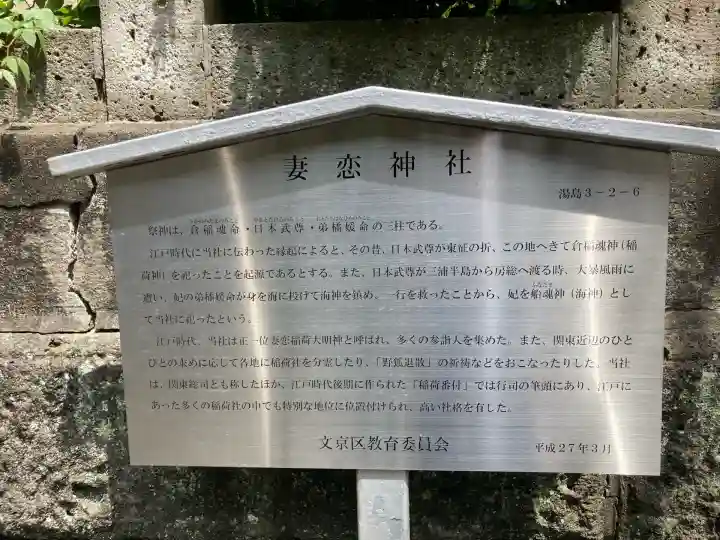 妻恋神社
湯島3-2-6
祭神は、倉稲魂命・日本武尊・弟橘媛命の三柱である。
江戸時代に当社に伝わった縁起によると、その昔、日本武尊が東征の折、この地へきて倉稲魂神(稲
荷神)を祀ったことを起源であるとする。また、日本武尊が三浦半島から房総へ渡る時、大暴風雨に
遭い、妃の弟橘媛命が身を海に投げて海神を鎮め、一行を救ったことから、妃を船魂神(海神)とし
て当社に祀ったという。
江戸時代、当社は正一位妻恋稲荷大明神と呼ばれ、多くの参詣人を集めた。また、関東近辺のひと
びとの求めに応じて各地に稲荷社を分霊したり、「野狐退散」の祈祷などをおこなったりした。当社
は、関東総司とも称したほか、江戸時代後期に作られた「稲荷番付」では行司の筆頭にあり、江戸に
あった多くの稲荷社の中でも特別な地位に位置付けられ、高い社格を有した。
文京区教育委員会
平成27年3月